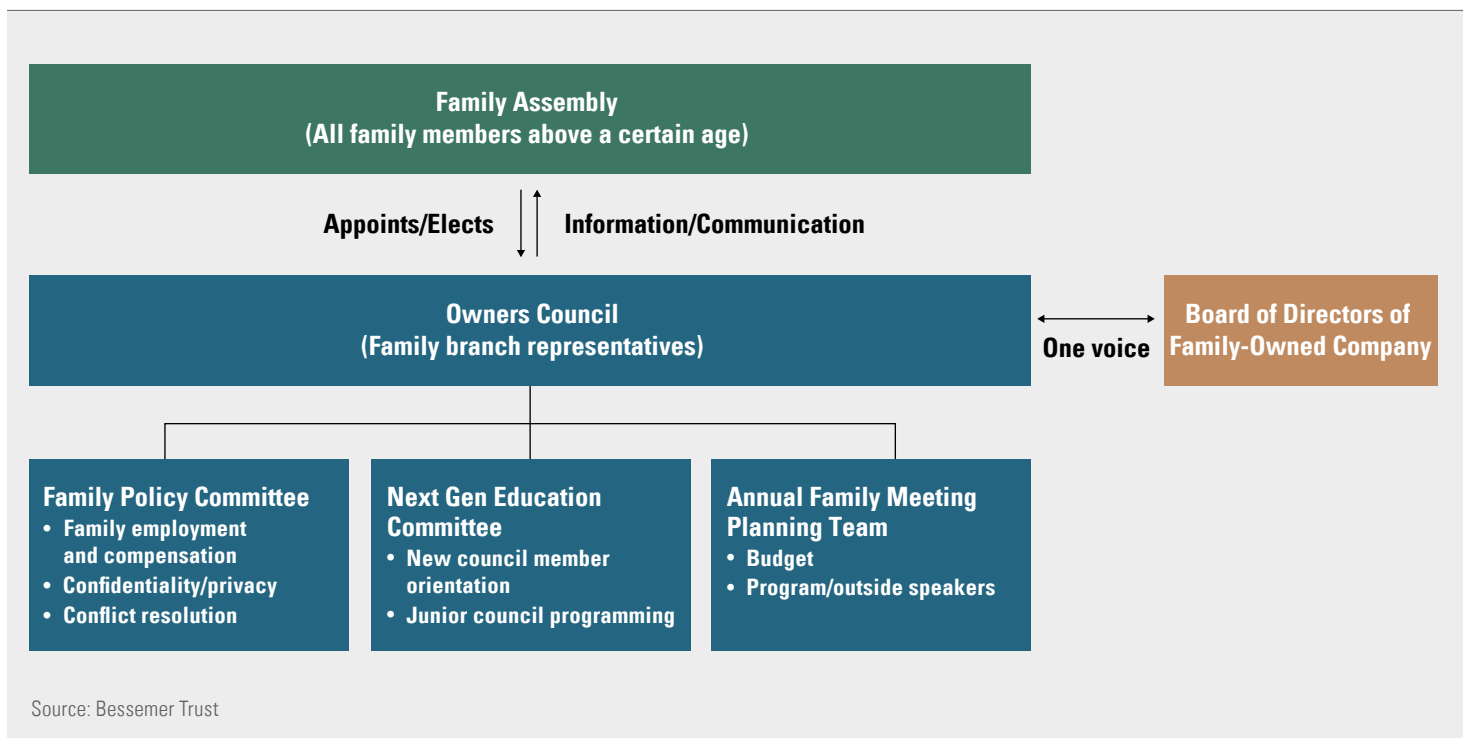 Family Assembly
(All family members above a certain age)
Appoints/Elects
Information/Communication
Owners Council
(Family branch representatives)
One voice
Board of Directors of
Family-Owned Company
Family Policy Committee
• Family employment
and compensation
• Confidentiality/privacy
• Conflict resolution
Next Gen Education
Committee
• New council member
orientation
• Junior council programming
Annual Family Meeting
Planning Team
• Budget
• Program/outside speakers
Source: Bessemer Trust